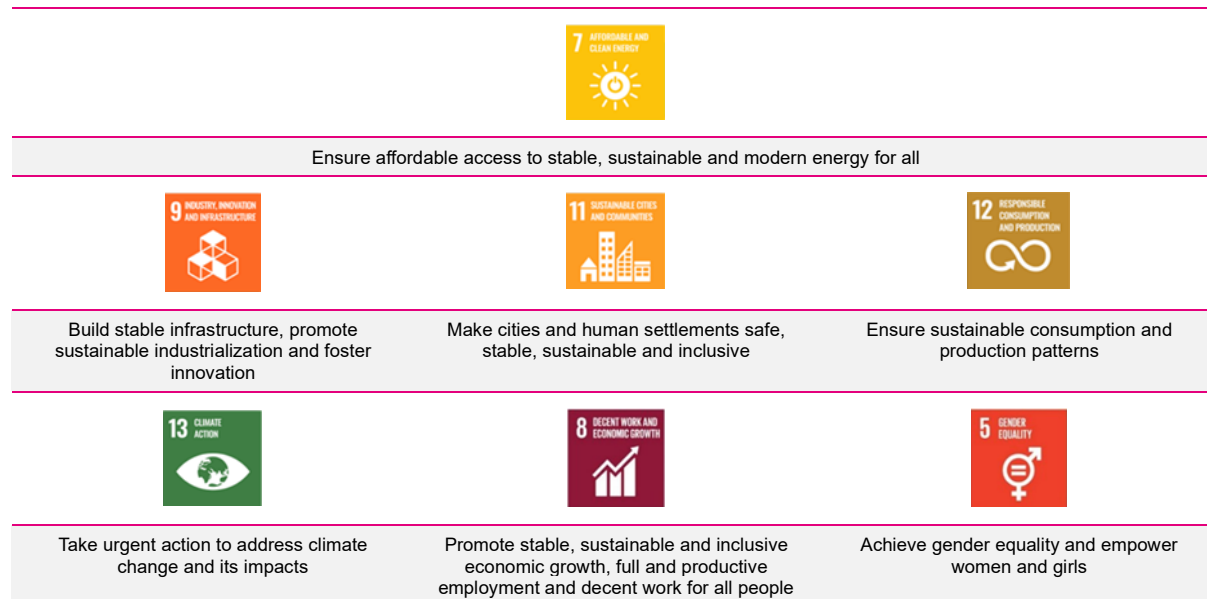 7 AFFORDABLE AND
CLEAN ENERGY
Ensure affordable access to stable, sustainable and modern energy for all
9 INDUSTRY, INNOVATION
AND INFRASTRUCTURE
11 SUSTAINABLE CITIES
AND COMMUNITIES
12 RESPONSIBLE
CONSUMPTION
AND PRODUCTION
Build stable infrastructure, promote
sustainable industrialization and foster
innovation
Make cities and human settlements safe,
stable, sustainable and inclusive
Ensure sustainable consumption and
production patterns
13 CLIMATE
ACTION
8 DECENT WORK AND
ECONOMIC GROWTH
5 GENDER
EQUALITY
Take urgent action to address climate
change and its impacts
Promote stable, sustainable and inclusive
economic growth, full and productive
employment and decent work for all people
Achieve gender equality and empower
women and girls